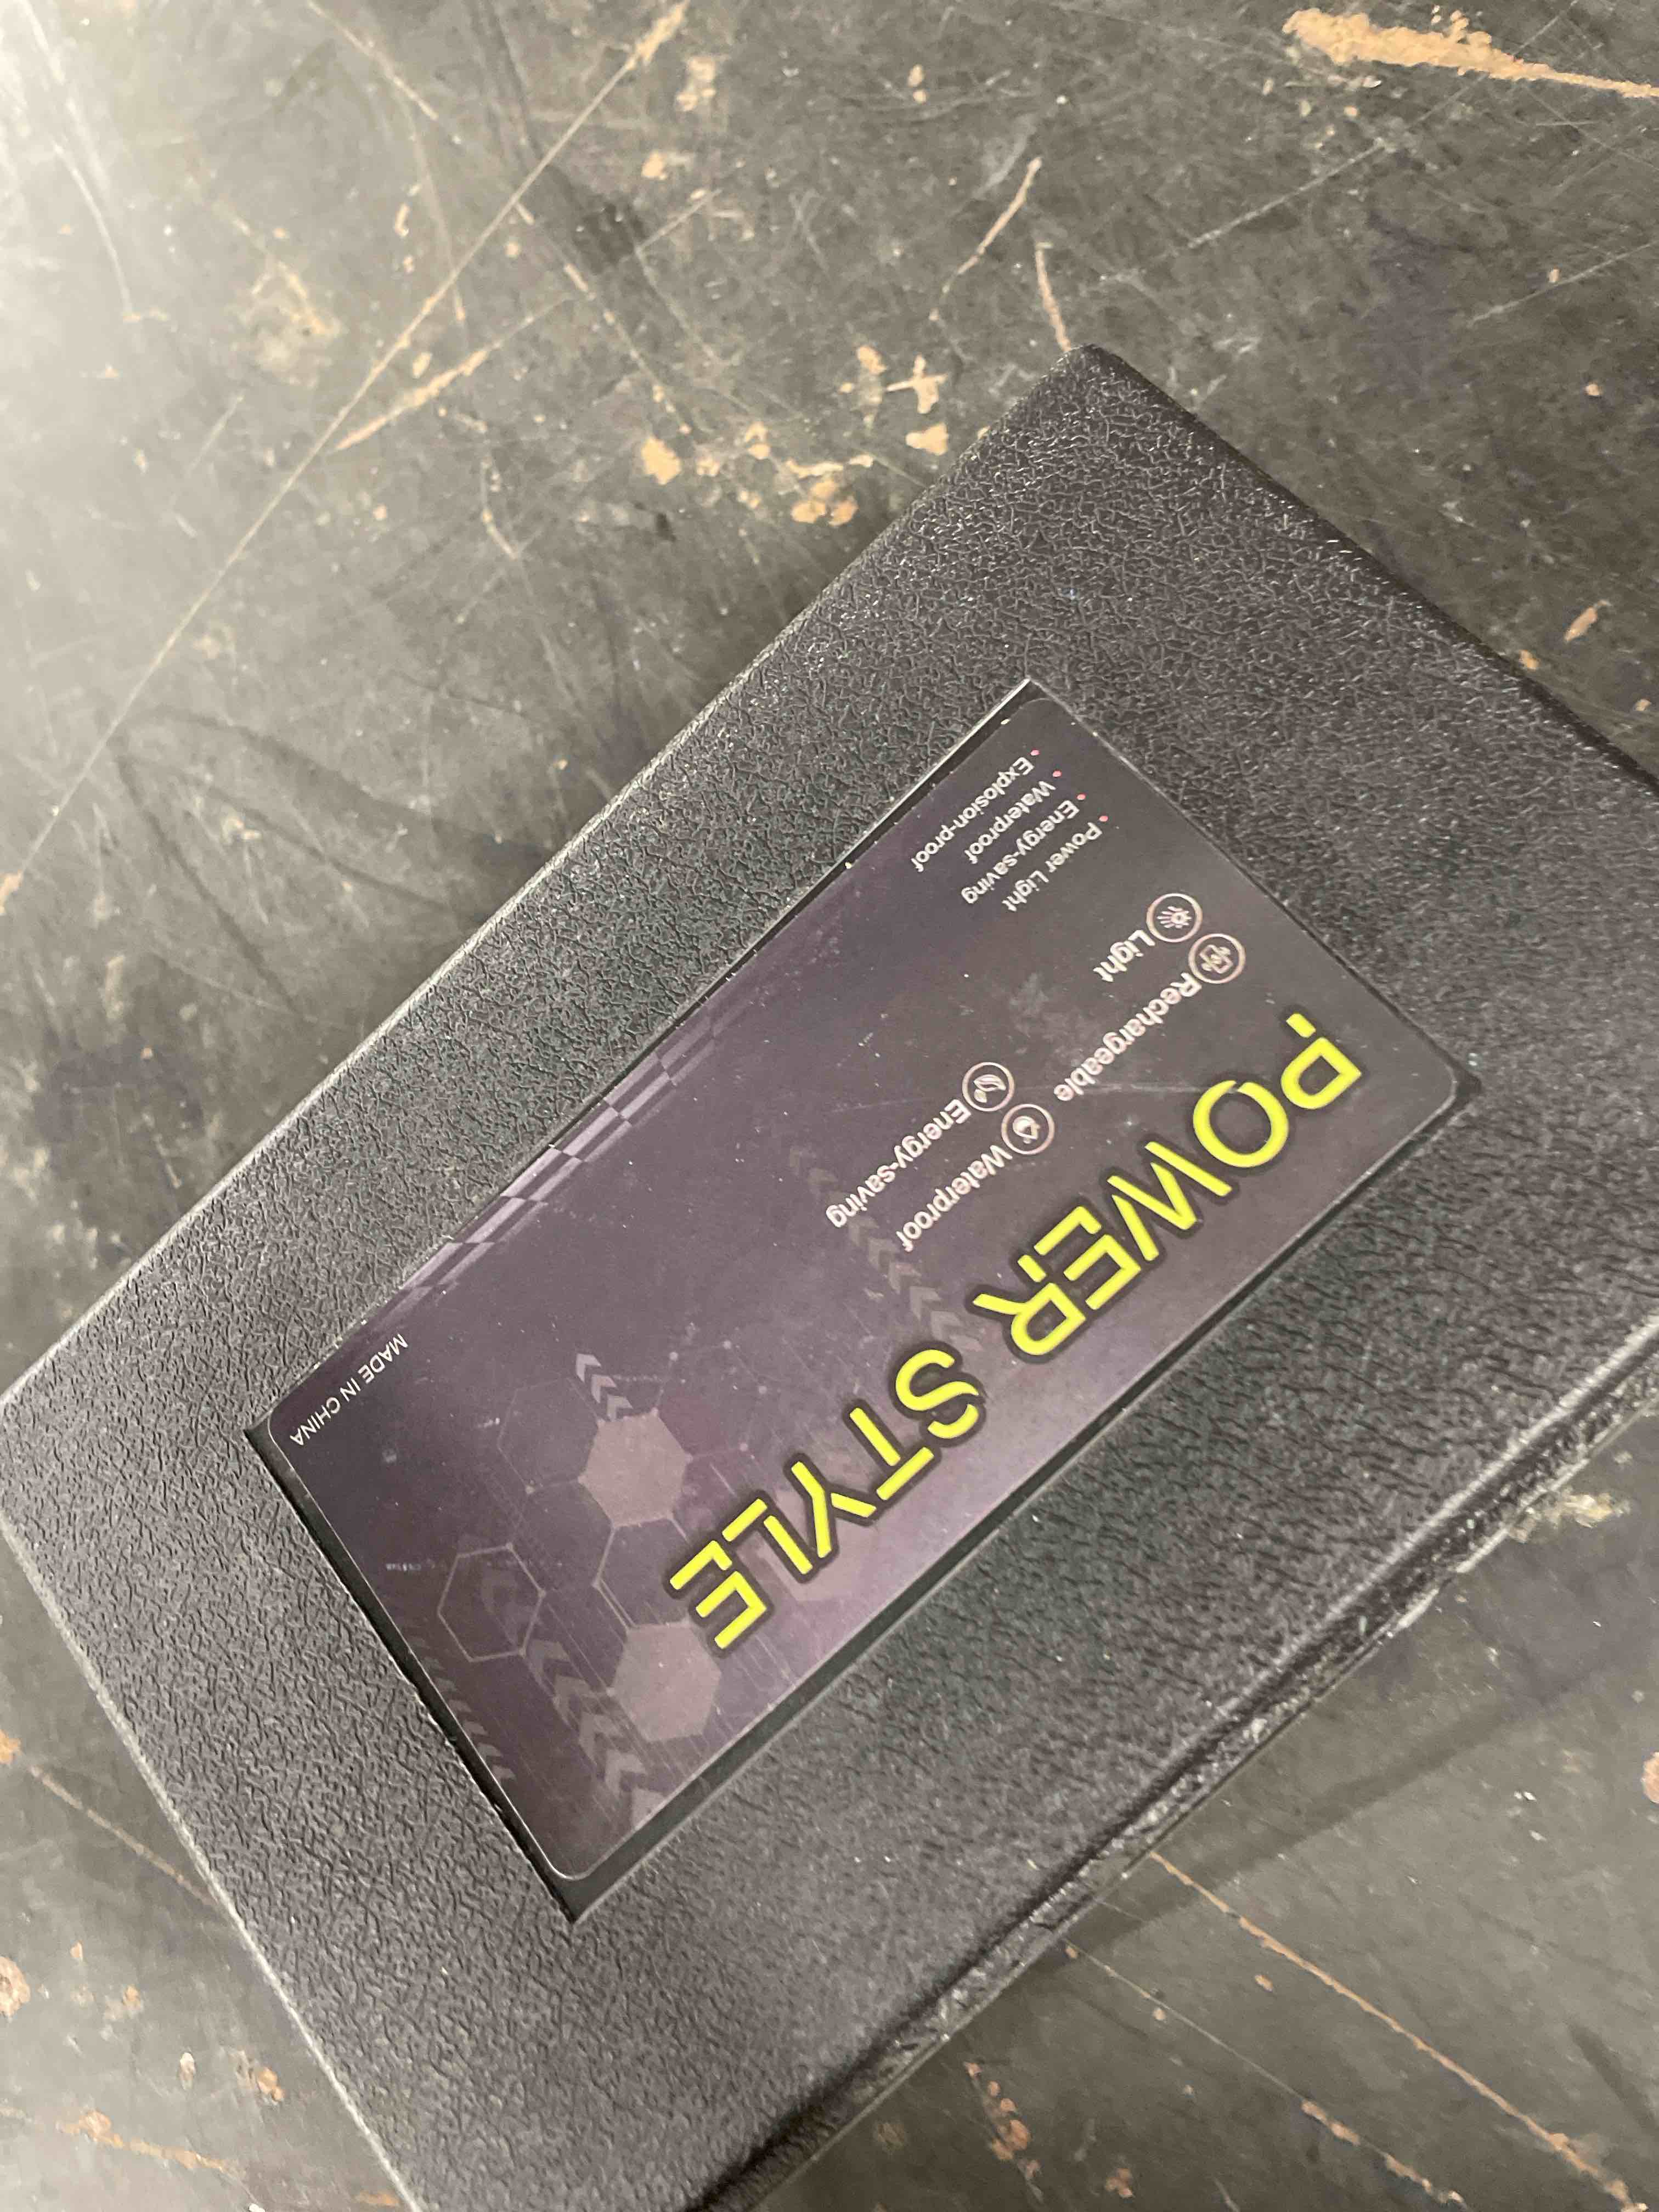 POWER STYLE
Rechargeable
Waterproof
Light
Energy-saving
• Power Light
• Energy-saving
• Waterproof
• Explosion-proof
MADE IN CHINA